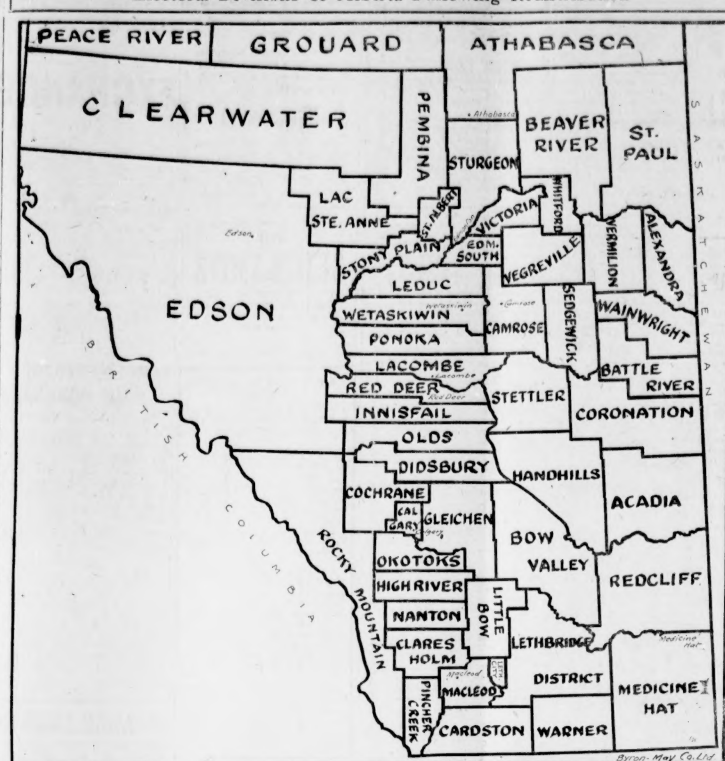 PEACE RIVER
GROUARD
ATHABASCA
CLEARWATER
PEMBINA
Athabasca
STURGEON
BEAVER
RIVER
ST.
PAUL
SASKATCHEWAN
LAC
STE. ANNE
ST. ALBERT
VICTORIA
WHITFORD
Edson
STONY PLAIN
EDM.
SOUTH
VEGREVILLE
VERMILION
ALEXANDRA
EDSON
LEDUC
WETASKIWIN
Wetaskiwin
PONOKA
Camrose
CAMROSE
SEDGEWICK
WAINWRIGHT
BATTLE
RIVER
LACOMBE
Lacombe
RED DEER
Red Deer
INNISFAIL
STETTLER
CORONATION
BRITISH COLUMBIA
OLDS
DIDSBURY
HANDHILLS
COCHRANE
CAL
GARY
GLEICHEN
ACADIA
BOW
VALLEY
OKOTOKS
REDCLIFF
ROCKY MOUNTAIN
HIGH RIVER
LITTLE
BOW
NANTON
CLARES
HOLM
LETHBRIDGE
DISTRICT
Medicine
Hat
Macleod
MACLEOD
PINCHER
CREEK
MEDICINE
HAT
CARDSTON
WARNER
Byron-May Co. Ltd.